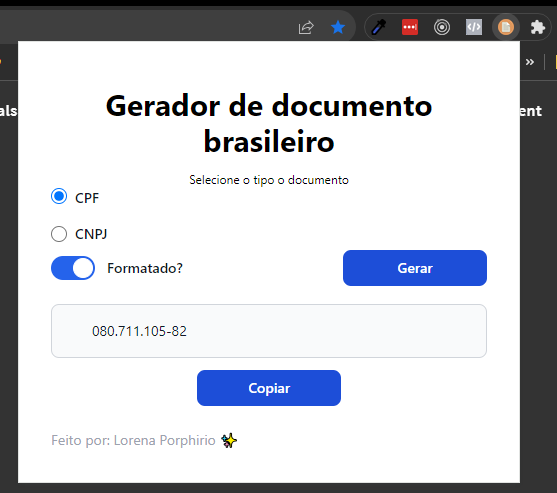 »
als
ent
Gerador de documento
brasileiro
Selecione o tipo o documento
CPF
CNPJ
Formatado?
Gerar
080.711.105-82
Copiar
Feito por: Lorena Porphirio ✨